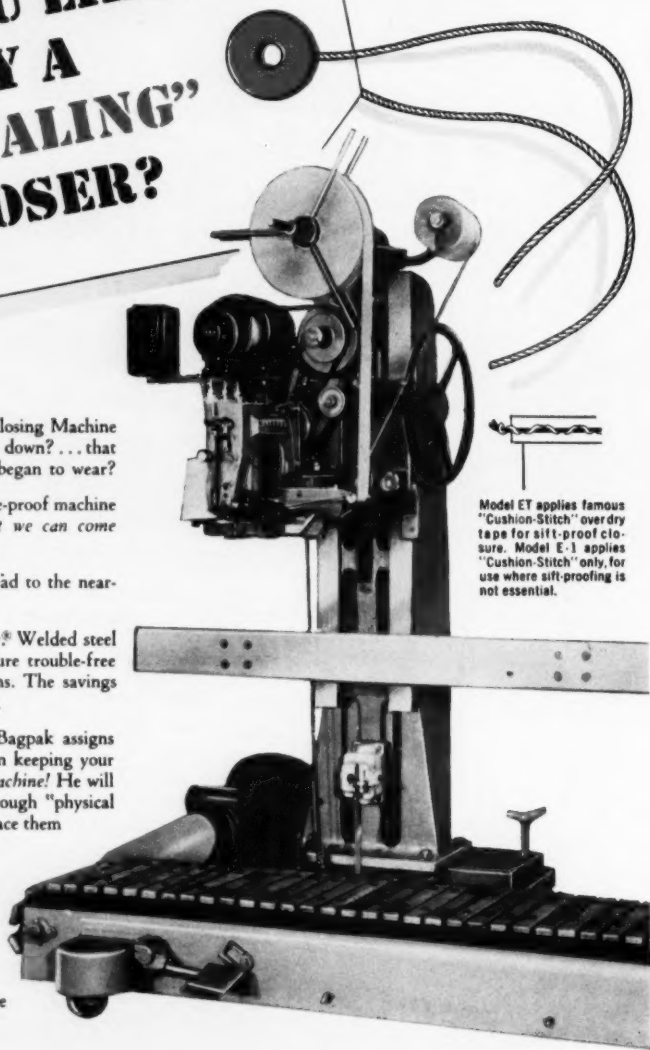 Y A
ALING”
OSER?
losing Machine
down? ... that
began to wear?
e-proof machine
we can come
ad to the near-
Welded steel
ure trouble-free
ns. The savings
Bagpak assigns
n keeping your
achine! He will
ough "physical
ace them
Model ET applies famous
"Cushion-Stitch" over dry
tape for sift-proof clo-
sure. Model E-1 applies
"Cushion-Stitch" only, for
use where sift-proofing is
not essential.